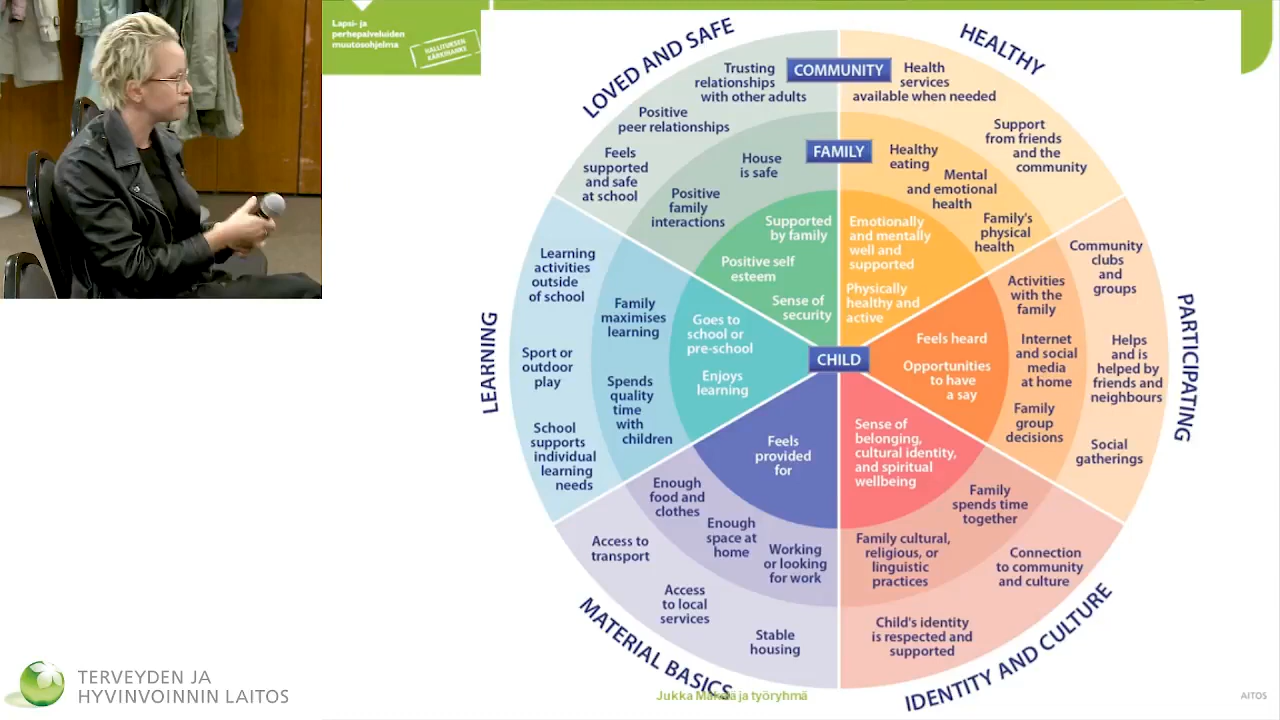 Lapsi- ja
perhepalveluiden
muutosohjelma
HALLITUKSEN
KÄRKIHANKE
LOVED AND SAFE
HEALTHY
COMMUNITY
Trusting
relationships
with other adults
Positive
peer relationships
Feels
supported
and safe
at school
Health
services
available when needed
Support
from friends
and the
community
FAMILY
House
is safe
Positive
family
interactions
Healthy
eating
Mental
and emotional
health
Family's
physical
health
Supported
by family
Positive self
esteem
Sense of
security
Emotionally
and mentally
well and
supported
Physically
healthy and
active
LEARNING
Learning
activities
outside
of school
Sport or
outdoor
play
School
supports
individual
learning
needs
Family
maximises
learning
Spends
quality
time
with
children
Goes to
school or
pre-school
Enjoys
learning
CHILD
Feels heard
Opportunities
to have
a say
Activities
with the
family
Internet
and social
media
at home
Family
group
decisions
Community
clubs
and
groups
Helps
and is
helped by
friends and
neighbours
Social
gatherings
PARTICIPATING
Feels
provided
for
Enough
food and
clothes
Enough
space at
home
Working
or looking
for work
Access to
transport
Access
to local
services
Stable
housing
MATERIAL BASICS
Sense of
belonging,
cultural identity,
and spiritual
wellbeing
Family
spends time
together
Family cultural,
religious, or
linguistic
practices
Connection
to community
and culture
Child's identity
is respected and
supported
IDENTITY AND CULTURE
Jukka Mäkelä ja työryhmä
AITOS
TERVEYDEN JA
HYVINVOINNIN LAITOS